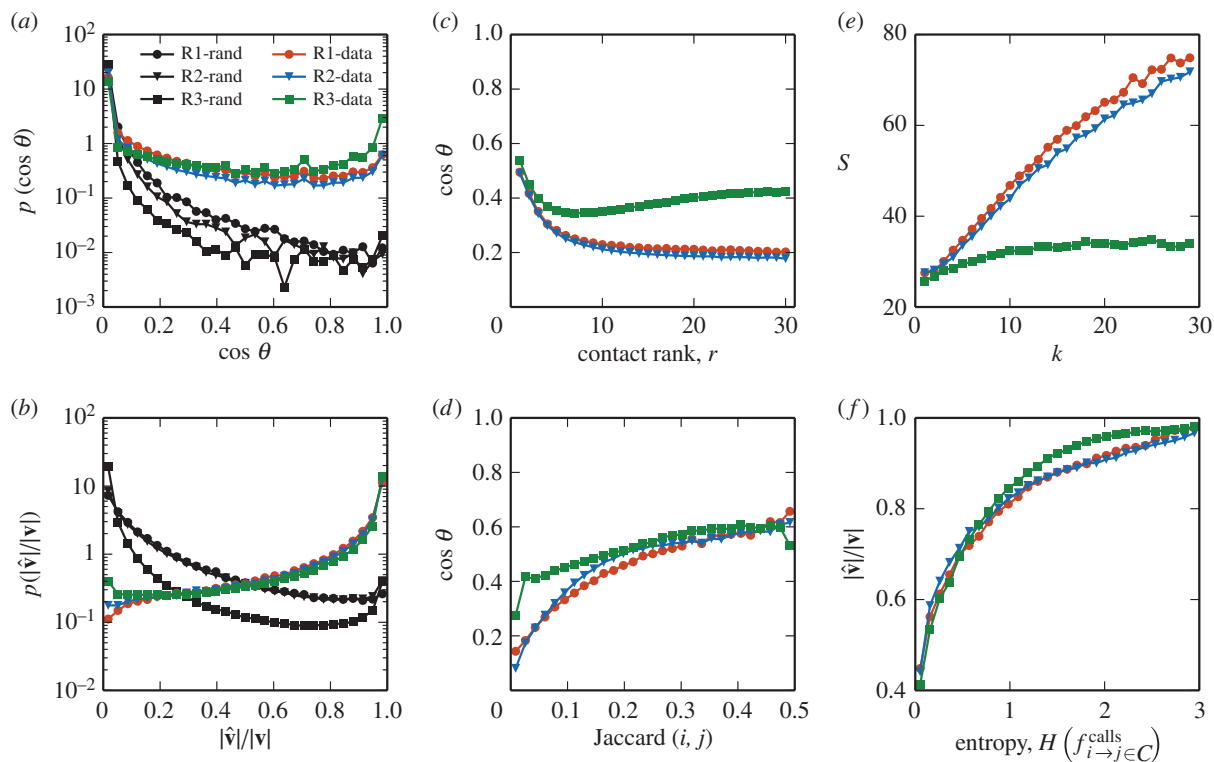 (a)
10²
10
1
10⁻¹
10⁻²
10⁻³
p (cos θ)
R1-rand
R2-rand
R3-rand
R1-data
R2-data
R3-data
0 0.2 0.4 0.6 0.8 1.0
cos θ
(c)
1.0
0.8
0.6
0.4
0.2
cos θ
0 10 20 30
contact rank, r
(e)
80
60
S
40
20
0 10 20 30
k
(b)
10²
10
1
10⁻¹
10⁻²
p(|v̂|/|v|)
0 0.2 0.4 0.6 0.8 1.0
|v̂|/|v|
(d)
1.0
0.8
0.6
0.4
0.2
cos θ
0 0.1 0.2 0.3 0.4 0.5
Jaccard (i, j)
(f)
1.0
0.8
0.6
0.4
|v̂|/|v|
0 1 2 3
entropy, H (f^calls_i→j∈C)